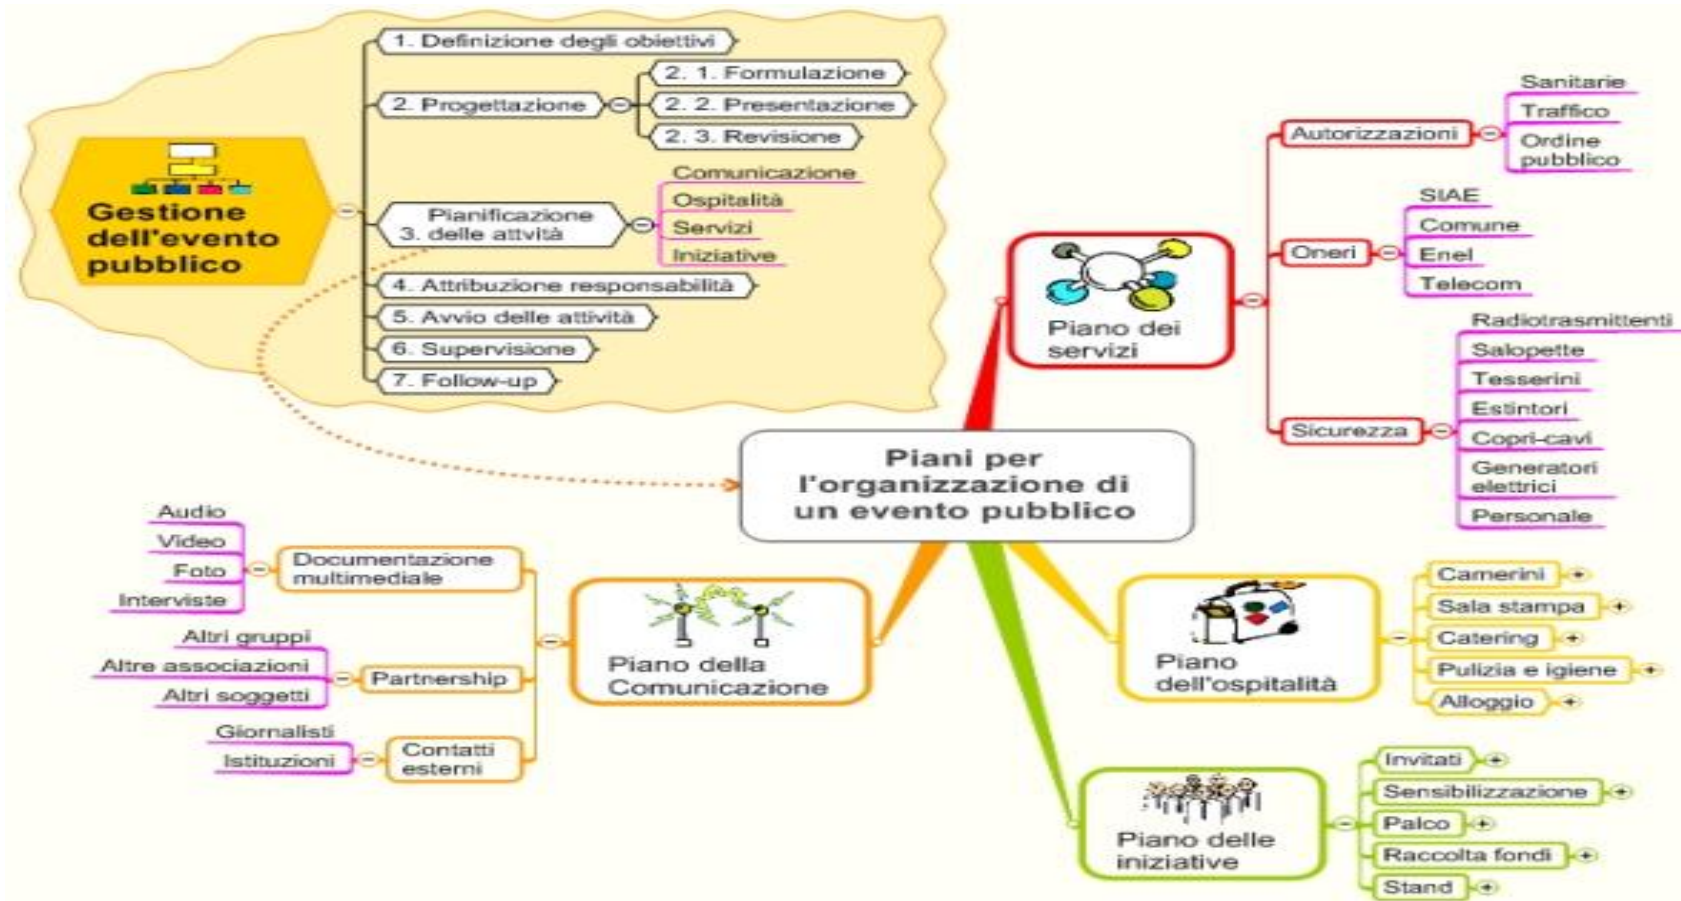 Gestione
dell'evento
pubblico
1. Definizione degli obiettivi
2. Progettazione
2. 1. Formulazione
2. 2. Presentazione
2. 3. Revisione
Pianificazione
3. delle attvità
Comunicazione
Ospitalità
Servizi
Iniziative
4. Attribuzione responsabilità
5. Avvio delle attività
6. Supervisione
7. Follow-up
Piani per
l'organizzazione di
un evento pubblico
Piano dei
servizi
Autorizzazioni
Sanitarie
Traffico
Ordine
pubblico
Oneri
SIAE
Comune
Enel
Telecom
Sicurezza
Radiotrasmittenti
Salopette
Tesserini
Estintori
Copri-cavi
Generatori
elettrici
Personale
Piano della
Comunicazione
Documentazione
multimediale
Audio
Video
Foto
Interviste
Partnership
Altri gruppi
Altre associazioni
Altri soggetti
Contatti
esterni
Giornalisti
Istituzioni
Piano
dell'ospitalità
Camerini
Sala stampa
Catering
Pulizia e igiene
Alloggio
Piano delle
iniziative
Invitati
Sensibilizzazione
Palco
Raccolta fondi
Stand